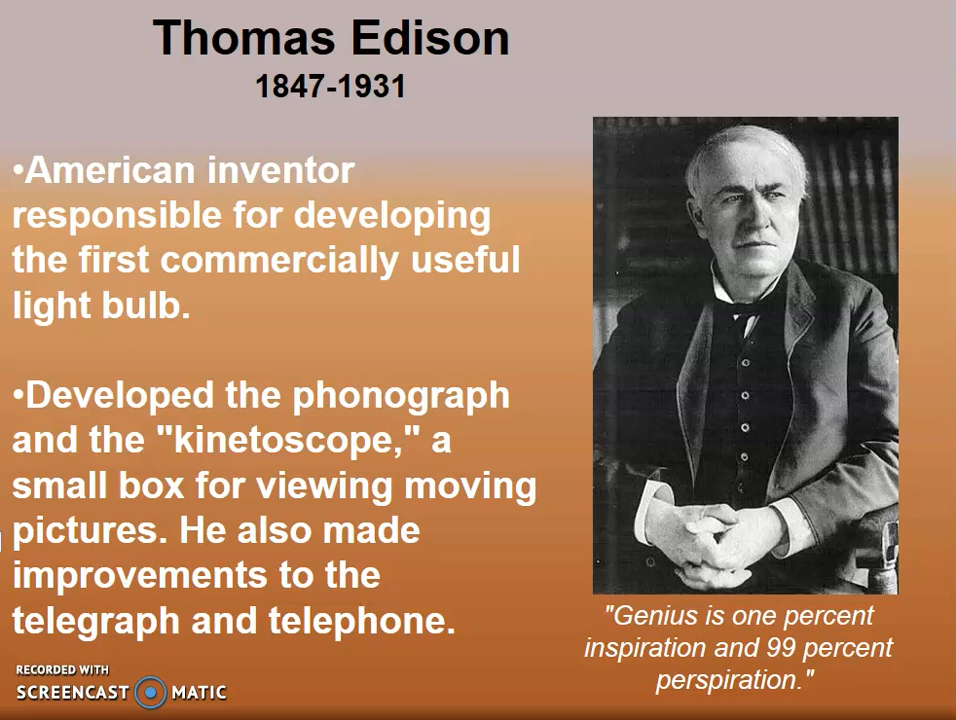 Thomas Edison
1847-1931
•American inventor
responsible for developing
the first commercially useful
light bulb.
•Developed the phonograph
and the "kinetoscope," a
small box for viewing moving
pictures. He also made
improvements to the
telegraph and telephone.
"Genius is one percent
inspiration and 99 percent
perspiration."
RECORDED WITH
SCREENCAST MATIC